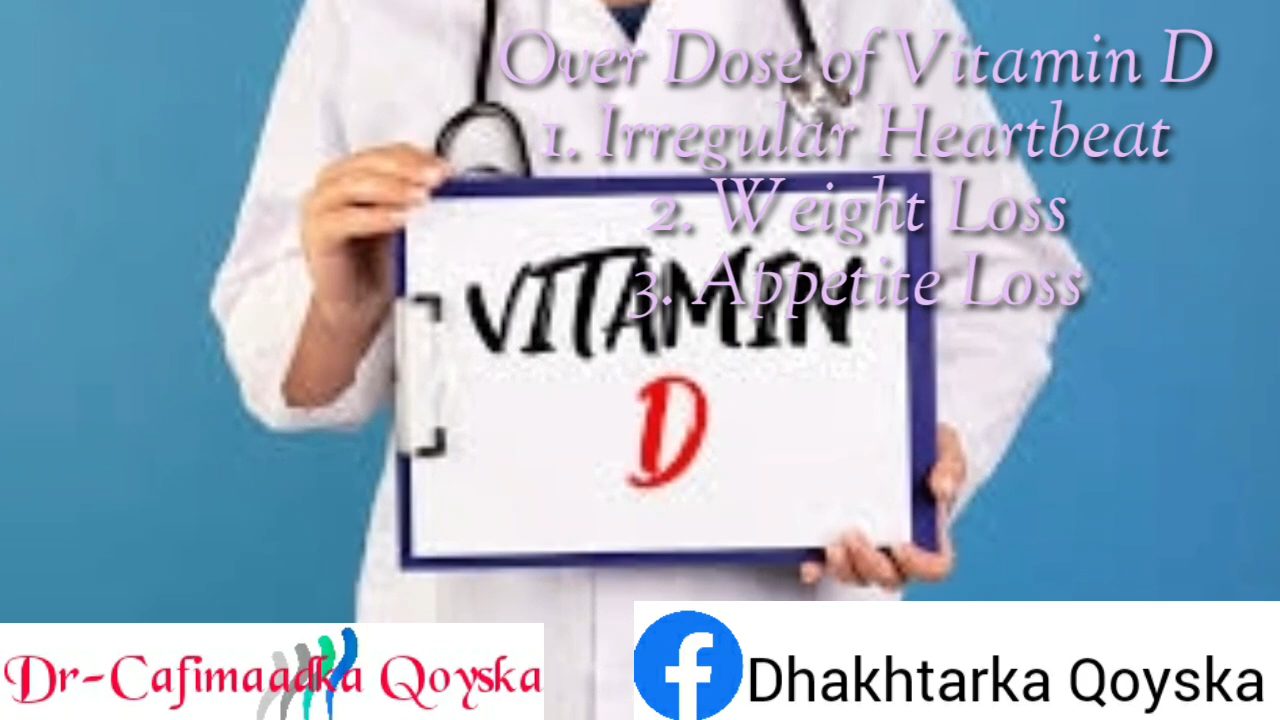 Over Dose of Vitamin D
1. Irregular Heartbeat
2. Weight Loss
3. Appetite Loss
VITAMIN
D
Dr-Cafimaadka Qoyska
Dhakhtarka Qoyska